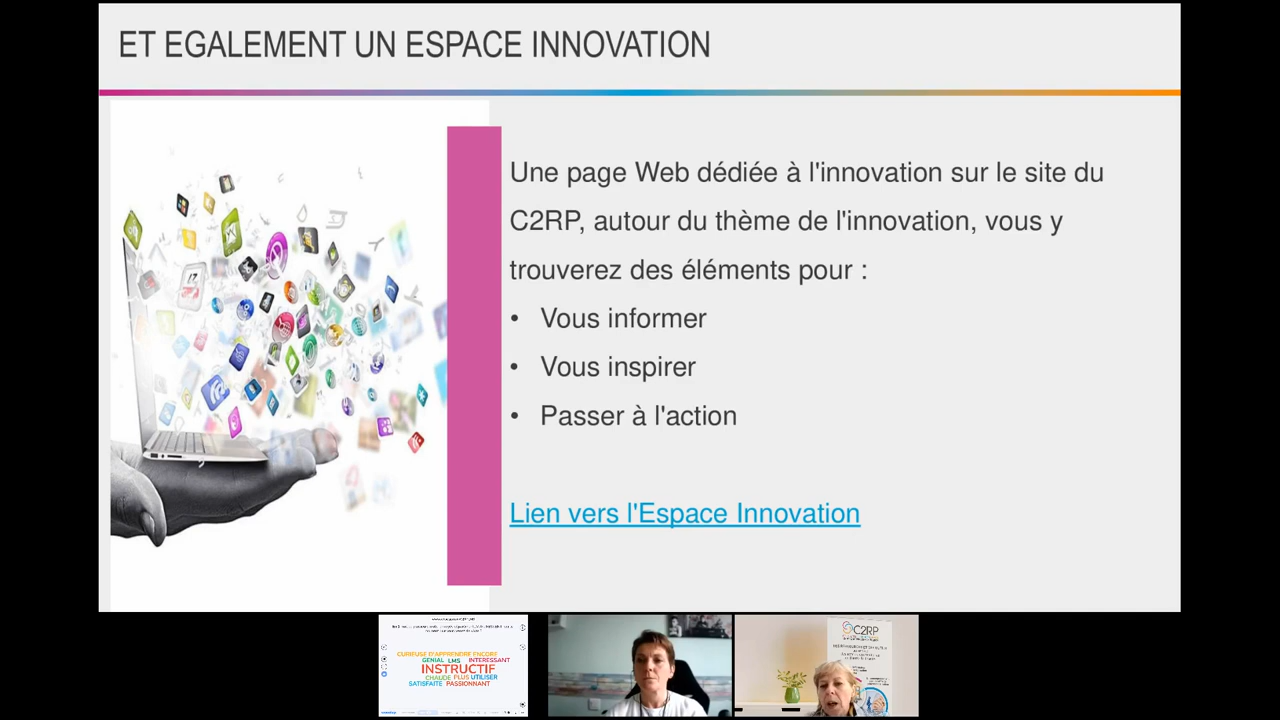 ET EGALEMENT UN ESPACE INNOVATION
Une page Web dédiée à l'innovation sur le site du
C2RP, autour du thème de l'innovation, vous y
trouverez des éléments pour :
• Vous informer
• Vous inspirer
• Passer à l'action
Lien vers l'Espace Innovation
CURIEUSE D'APPRENDRE ENCORE
GENIAL LMS INTERESSANT
INSTRUCTIF
CHAUDE PLUS UTILISER
SATISFAITE PASSIONNANT
C2RP